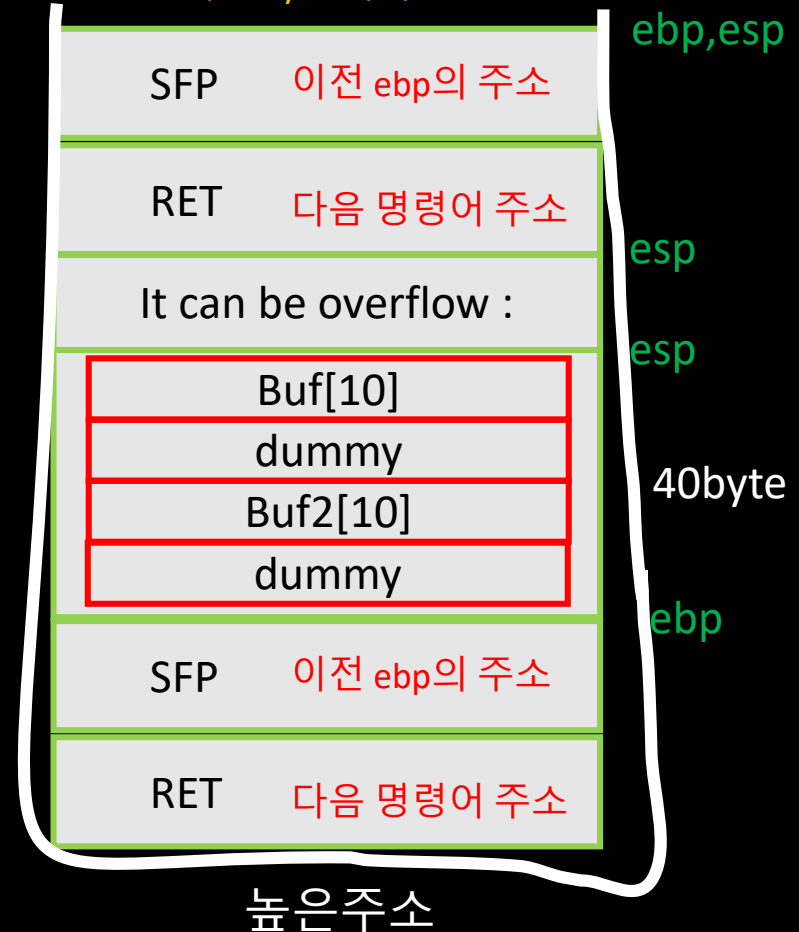 ebp,esp
SFP 이전 ebp의 주소
RET 다음 명령어 주소
esp
It can be overflow :
esp
Buf[10]
dummy
40byte
Buf2[10]
dummy
ebp
SFP 이전 ebp의 주소
RET 다음 명령어 주소
높은주소